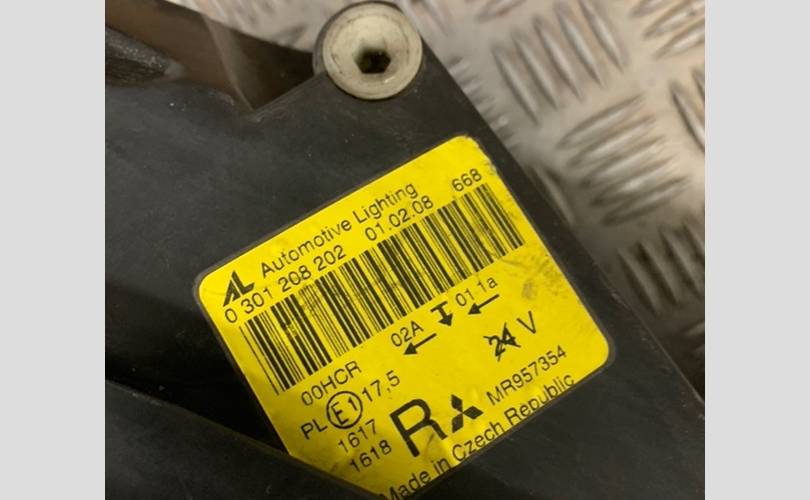 AL Automotive Lighting
0 301 208 202 01.02.08 668
00HCR 02A 01 1a
PL E1 17,5
24 V
1617
1618
R MR957354
Made in Czech Republic